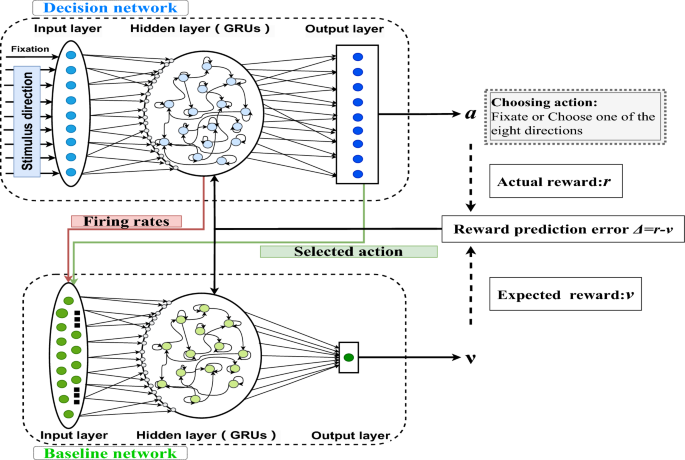 Decision network
Input layer
Hidden layer ( GRUs )
Output layer
Fixation
Stimulus direction
a
Choosing action:
Fixate or Choose one of the
eight directions
Actual reward:r
Firing rates
Reward prediction error Δ=r-v
Selected action
Expected reward:v
v
Input layer
Hidden layer ( GRUs )
Output layer
Baseline network